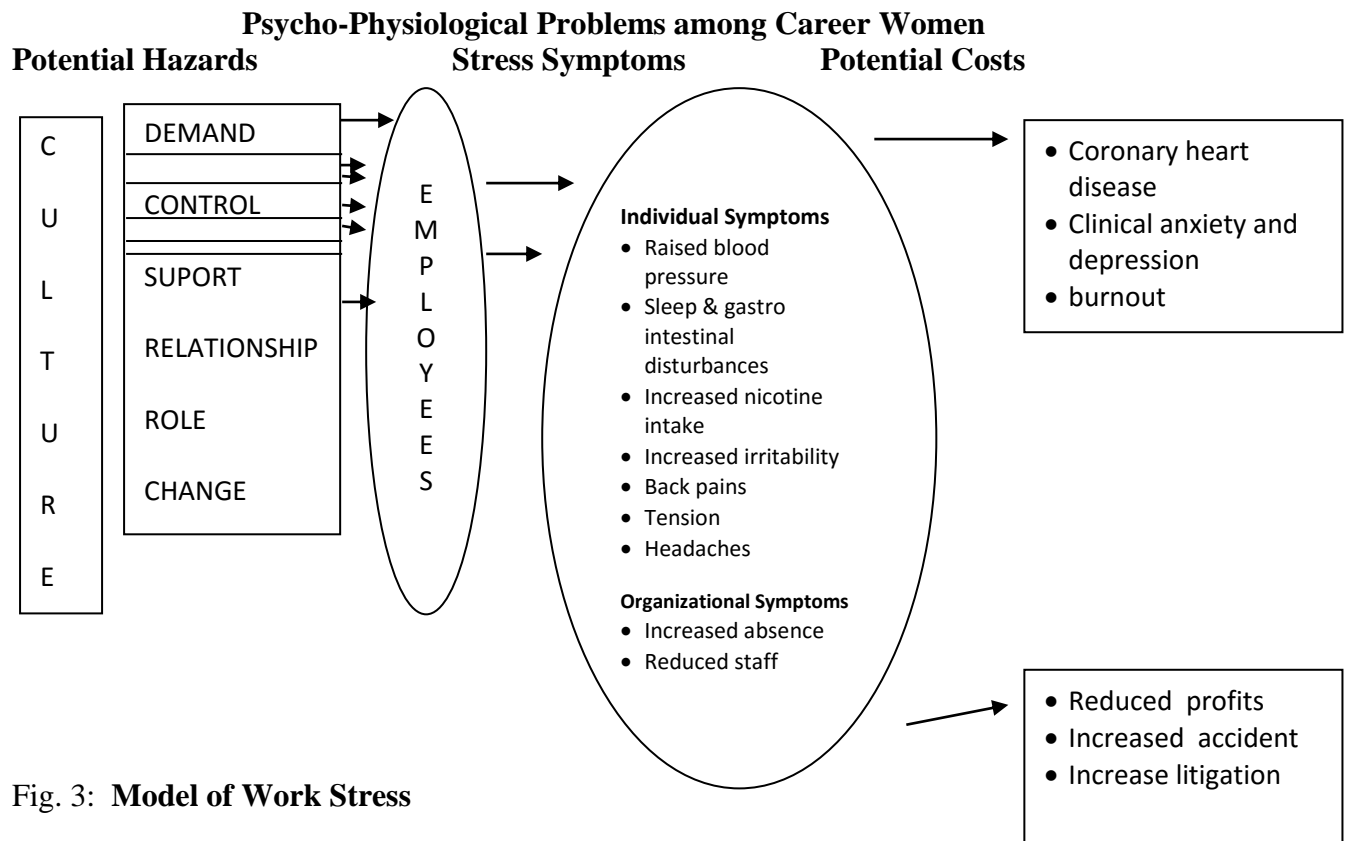 Psycho-Physiological Problems among Career Women
Potential Hazards Stress Symptoms Potential Costs
C
U
L
T
U
R
E
DEMAND
CONTROL
SUPORT
RELATIONSHIP
ROLE
CHANGE
E
M
P
L
O
Y
E
E
S
Individual Symptoms
• Raised blood
pressure
• Sleep & gastro
intestinal
disturbances
• Increased nicotine
intake
• Increased irritability
• Back pains
• Tension
• Headaches
Organizational Symptoms
• Increased absence
• Reduced staff
• Coronary heart
disease
• Clinical anxiety and
depression
• burnout
• Reduced profits
• Increased accident
• Increase litigation
Fig. 3: Model of Work Stress